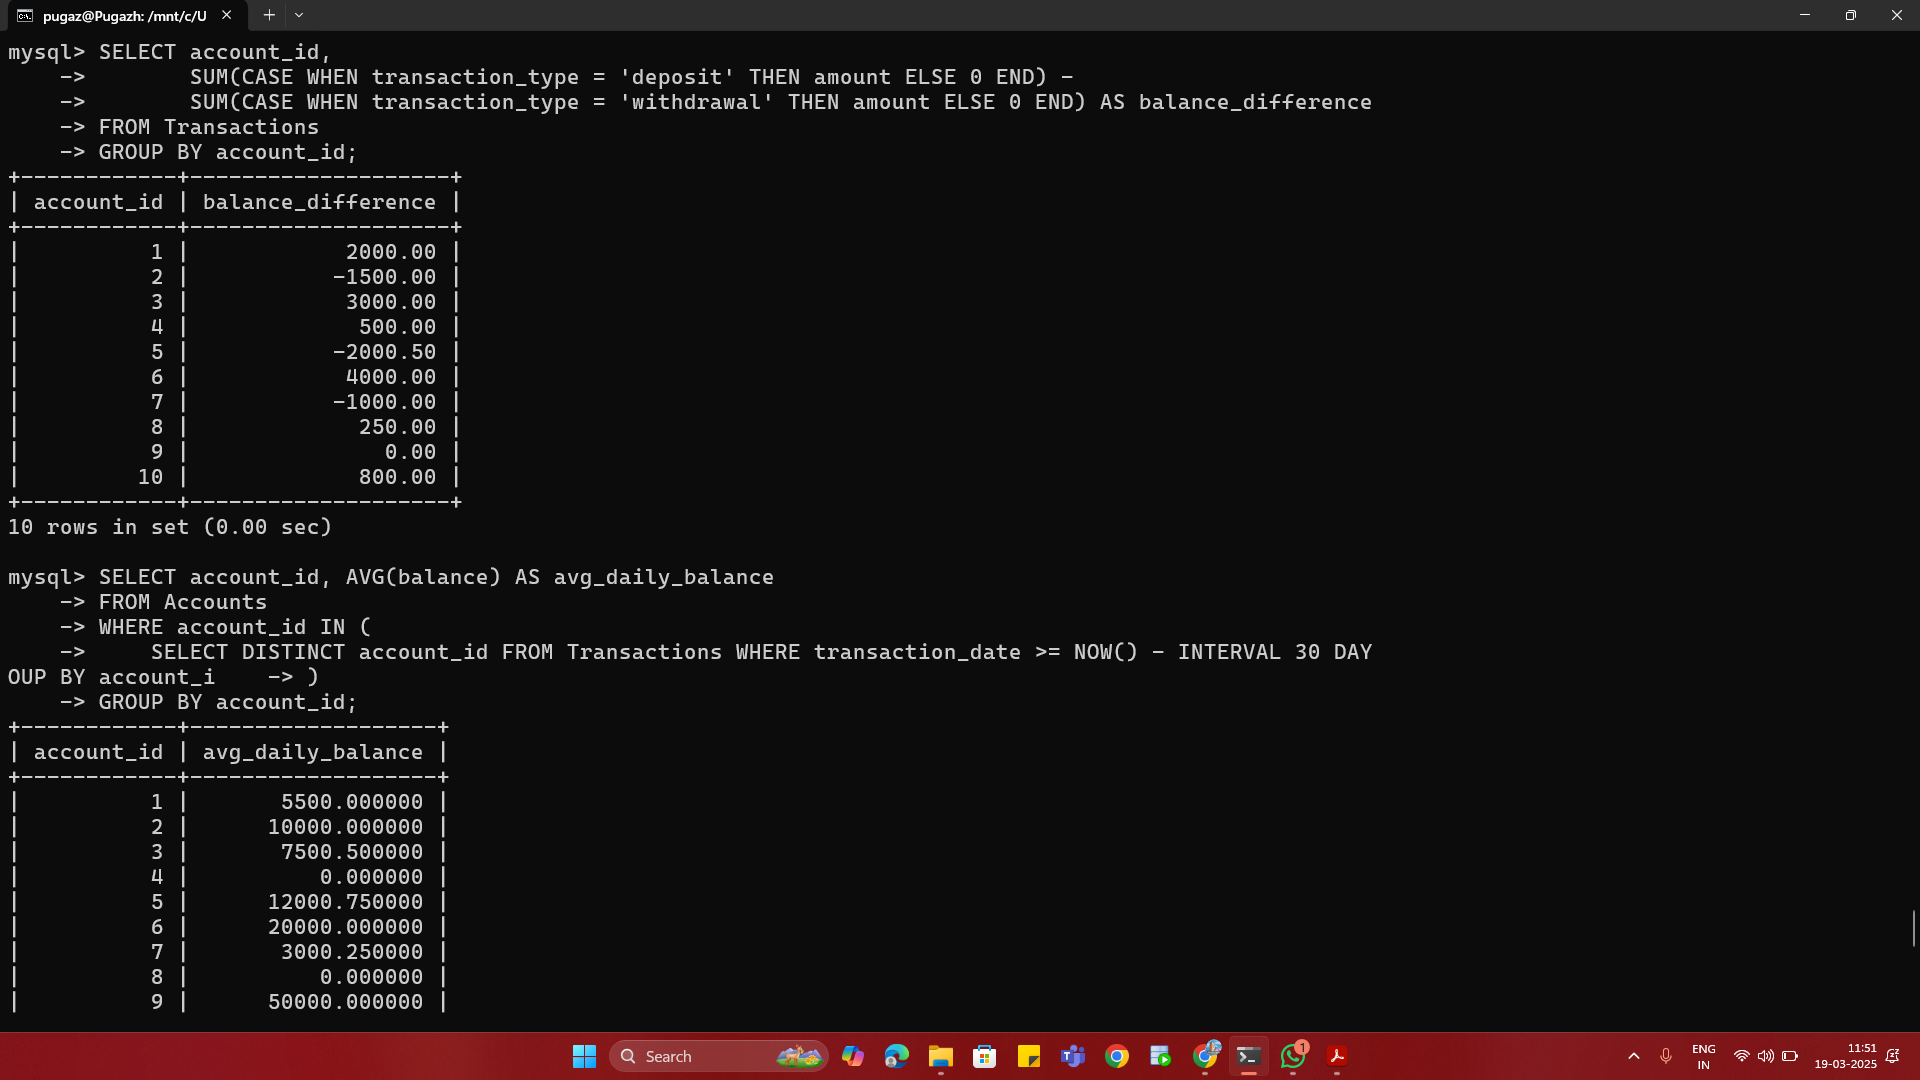 pugaz@Pugazh: /mnt/c/U
mysql> SELECT account_id,
    ->        SUM(CASE WHEN transaction_type = 'deposit' THEN amount ELSE 0 END) -
    ->        SUM(CASE WHEN transaction_type = 'withdrawal' THEN amount ELSE 0 END) AS balance_difference
    -> FROM Transactions
    -> GROUP BY account_id;
+------------+--------------------+
| account_id | balance_difference |
+------------+--------------------+
|          1 |            2000.00 |
|          2 |           -1500.00 |
|          3 |            3000.00 |
|          4 |             500.00 |
|          5 |           -2000.50 |
|          6 |            4000.00 |
|          7 |           -1000.00 |
|          8 |             250.00 |
|          9 |               0.00 |
|         10 |             800.00 |
+------------+--------------------+
10 rows in set (0.00 sec)
mysql> SELECT account_id, AVG(balance) AS avg_daily_balance
    -> FROM Accounts
    -> WHERE account_id IN (
    ->     SELECT DISTINCT account_id FROM Transactions WHERE transaction_date >= NOW() - INTERVAL 30 DAY
OUP BY account_i    -> )
    -> GROUP BY account_id;
+------------+-------------------+
| account_id | avg_daily_balance |
+------------+-------------------+
|          1 |       5500.000000 |
|          2 |      10000.000000 |
|          3 |       7500.500000 |
|          4 |          0.000000 |
|          5 |      12000.750000 |
|          6 |      20000.000000 |
|          7 |       3000.250000 |
|          8 |          0.000000 |
|          9 |      50000.000000 |
Search
1
ENG
IN
11:51
19-03-2025